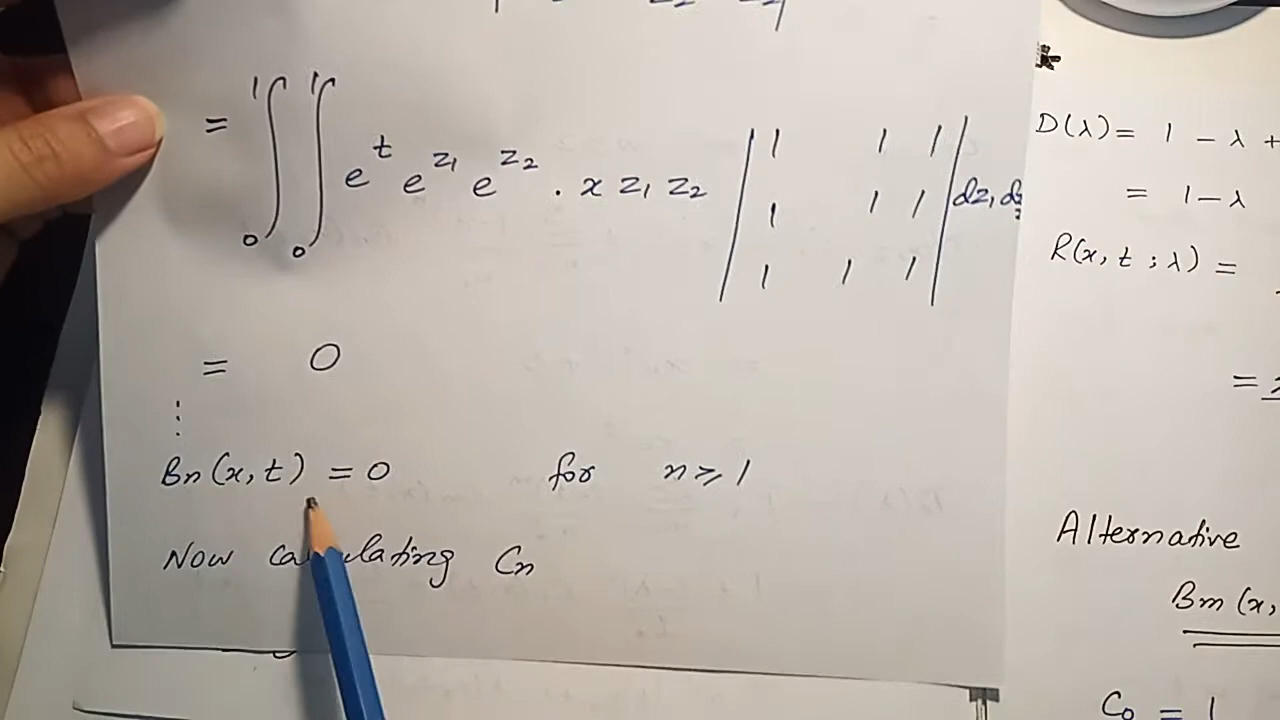 = ∫₀¹ ∫₀¹ e^t e^{z₁} e^{z₂} . x z₁ z₂ | 1 1 1 | dz₁ dz₂
| 1 1 1 |
| 1 1 1 |
= 0
⋮
Bn(x,t) = 0 for n ≥ 1
Now calculating Cn
D(λ) = 1 - λ +
= 1 - λ
R(x, t ; λ) =
=
Alternative
Bm (x,
C₀ = 1